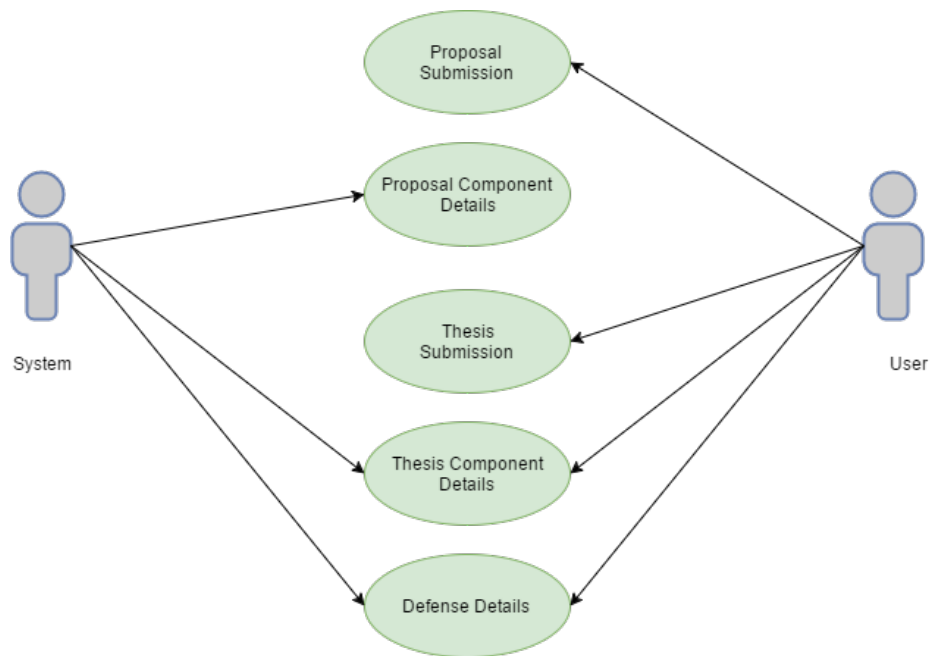 Proposal
Submission
Proposal Component
Details
Thesis
Submission
System
User
Thesis Component
Details
Defense Details